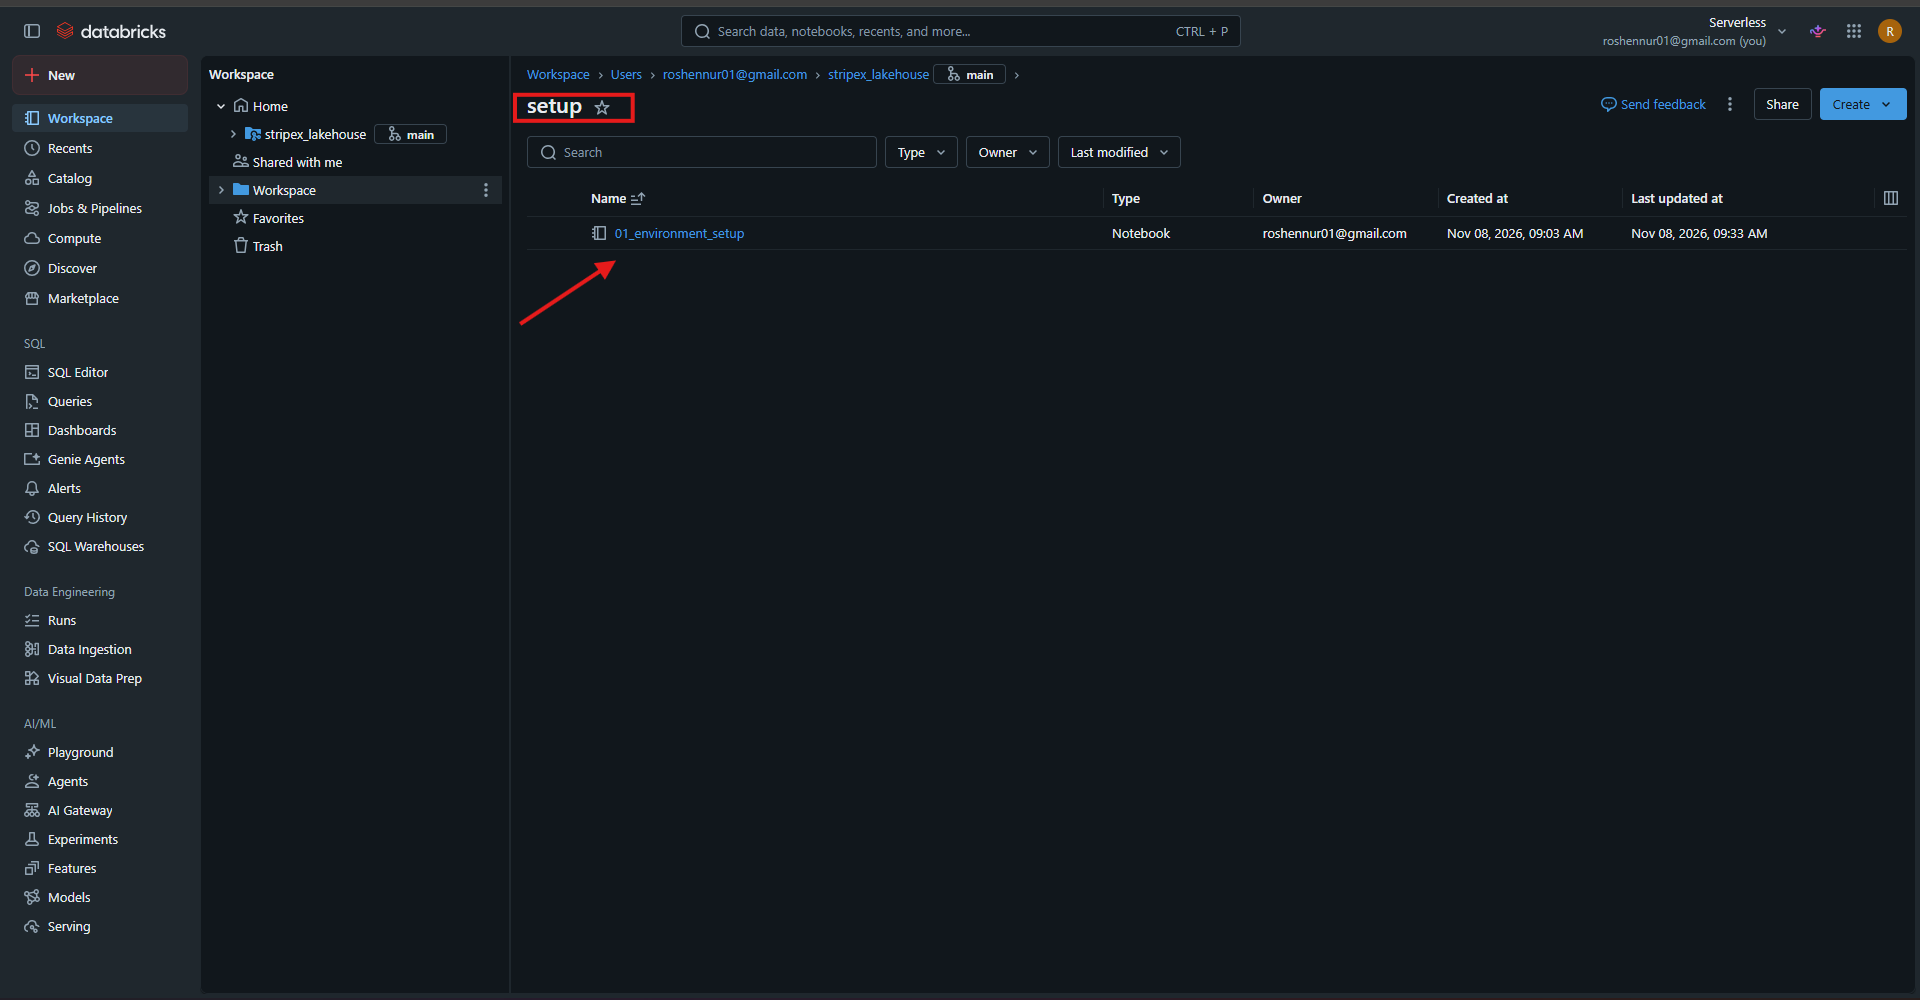 databricks
Search data, notebooks, recents, and more...
CTRL + P
Serverless
roshennur01@gmail.com (you)
R
New
Workspace
Recents
Catalog
Jobs & Pipelines
Compute
Discover
Marketplace
SQL
SQL Editor
Queries
Dashboards
Genie Agents
Alerts
Query History
SQL Warehouses
Data Engineering
Runs
Data Ingestion
Visual Data Prep
AI/ML
Playground
Agents
AI Gateway
Experiments
Features
Models
Serving
Workspace
Home
stripex_lakehouse main
Shared with me
Workspace
Favorites
Trash
Workspace › Users › roshennur01@gmail.com › stripex_lakehouse main ›
setup
Send feedback
Share
Create
Search
Type
Owner
Last modified
Name Type Owner Created at Last updated at
01_environment_setup Notebook roshennur01@gmail.com Nov 08, 2026, 09:03 AM Nov 08, 2026, 09:33 AM